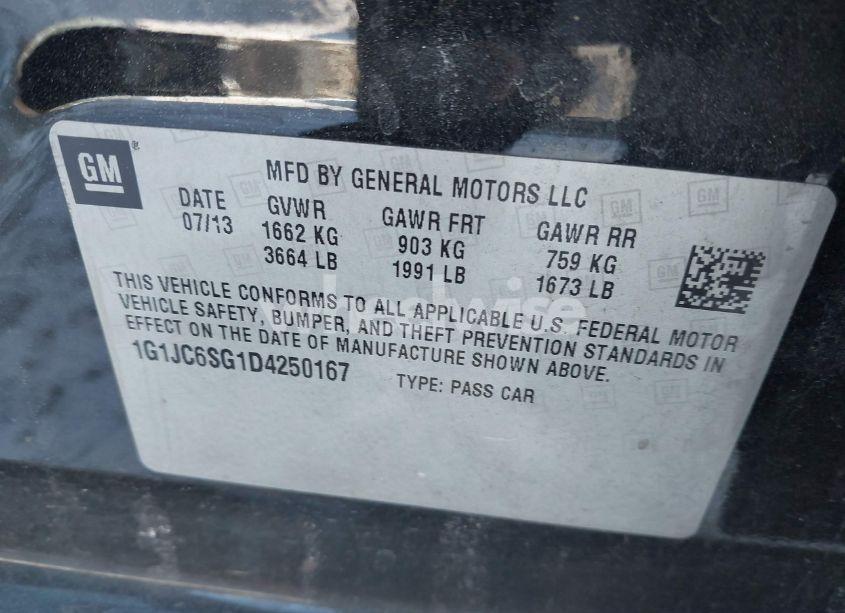 GM
MFD BY GENERAL MOTORS LLC
DATE GVWR GAWR FRT GAWR RR
07/13 1662 KG 903 KG 759 KG
3664 LB 1991 LB 1673 LB
THIS VEHICLE CONFORMS TO ALL APPLICABLE U.S. FEDERAL MOTOR
VEHICLE SAFETY, BUMPER, AND THEFT PREVENTION STANDARDS IN
EFFECT ON THE DATE OF MANUFACTURE SHOWN ABOVE.
1G1JC6SG1D4250167 TYPE: PASS CAR